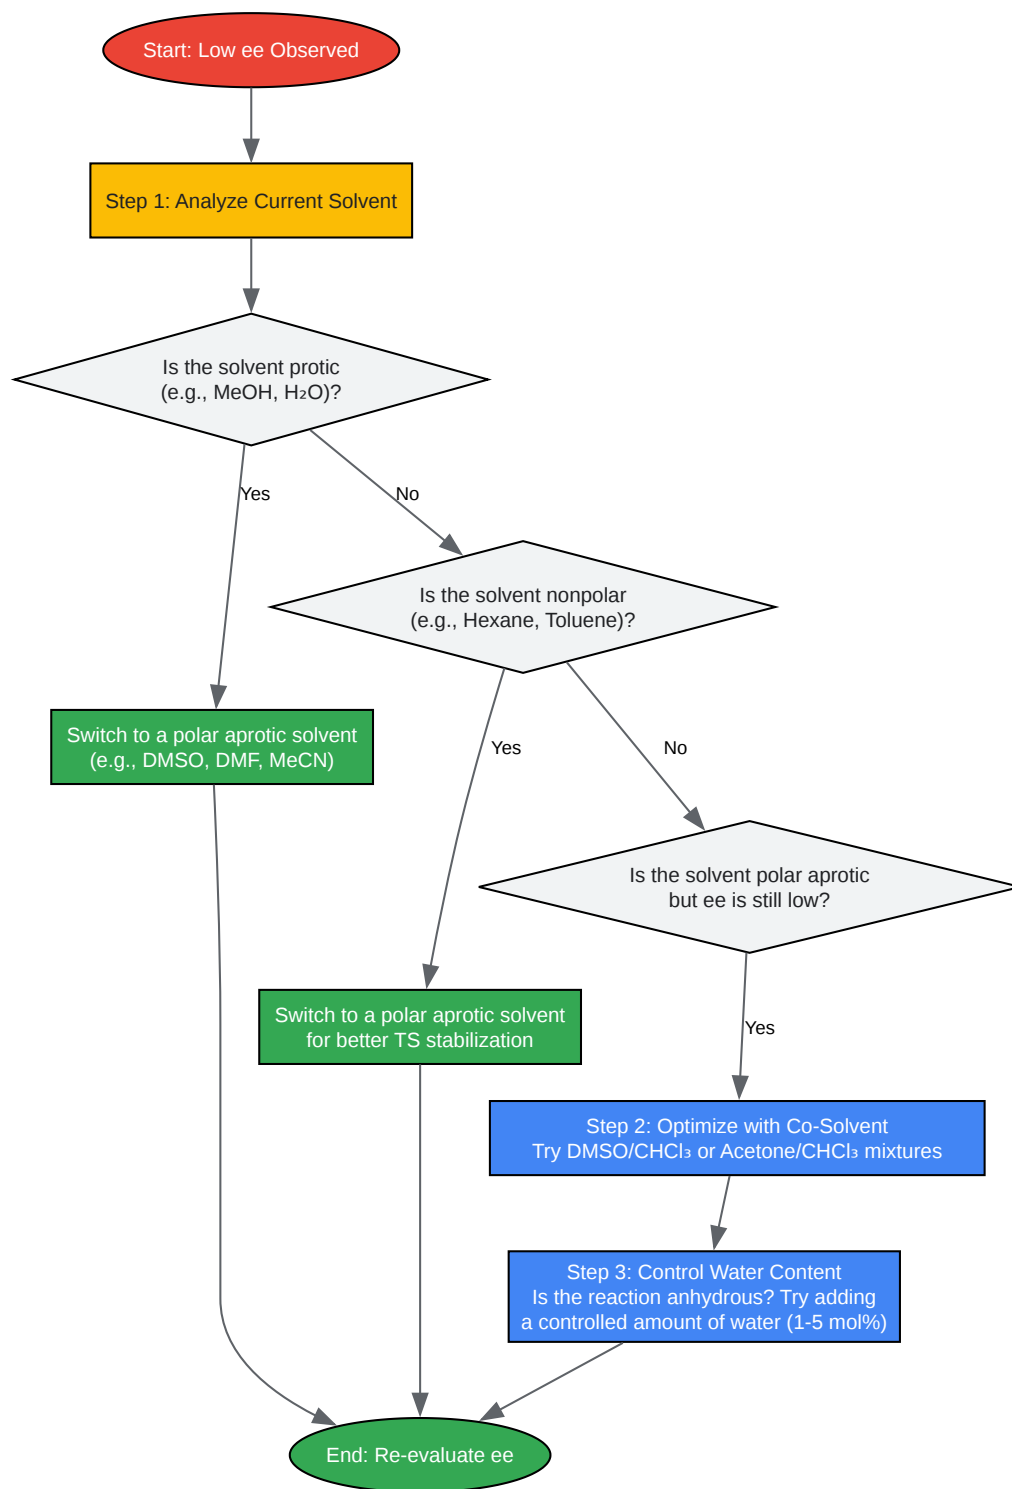 Start: Low ee Observed
Step 1: Analyze Current Solvent
Is the solvent protic
(e.g., MeOH, H₂O)?
Yes
No
Is the solvent nonpolar
(e.g., Hexane, Toluene)?
Switch to a polar aprotic solvent
(e.g., DMSO, DMF, MeCN)
Yes
No
Is the solvent polar aprotic
but ee is still low?
Switch to a polar aprotic solvent
for better TS stabilization
Yes
Step 2: Optimize with Co-Solvent
Try DMSO/CHCl₃ or Acetone/CHCl₃ mixtures
Step 3: Control Water Content
Is the reaction anhydrous? Try adding
a controlled amount of water (1-5 mol%)
End: Re-evaluate ee